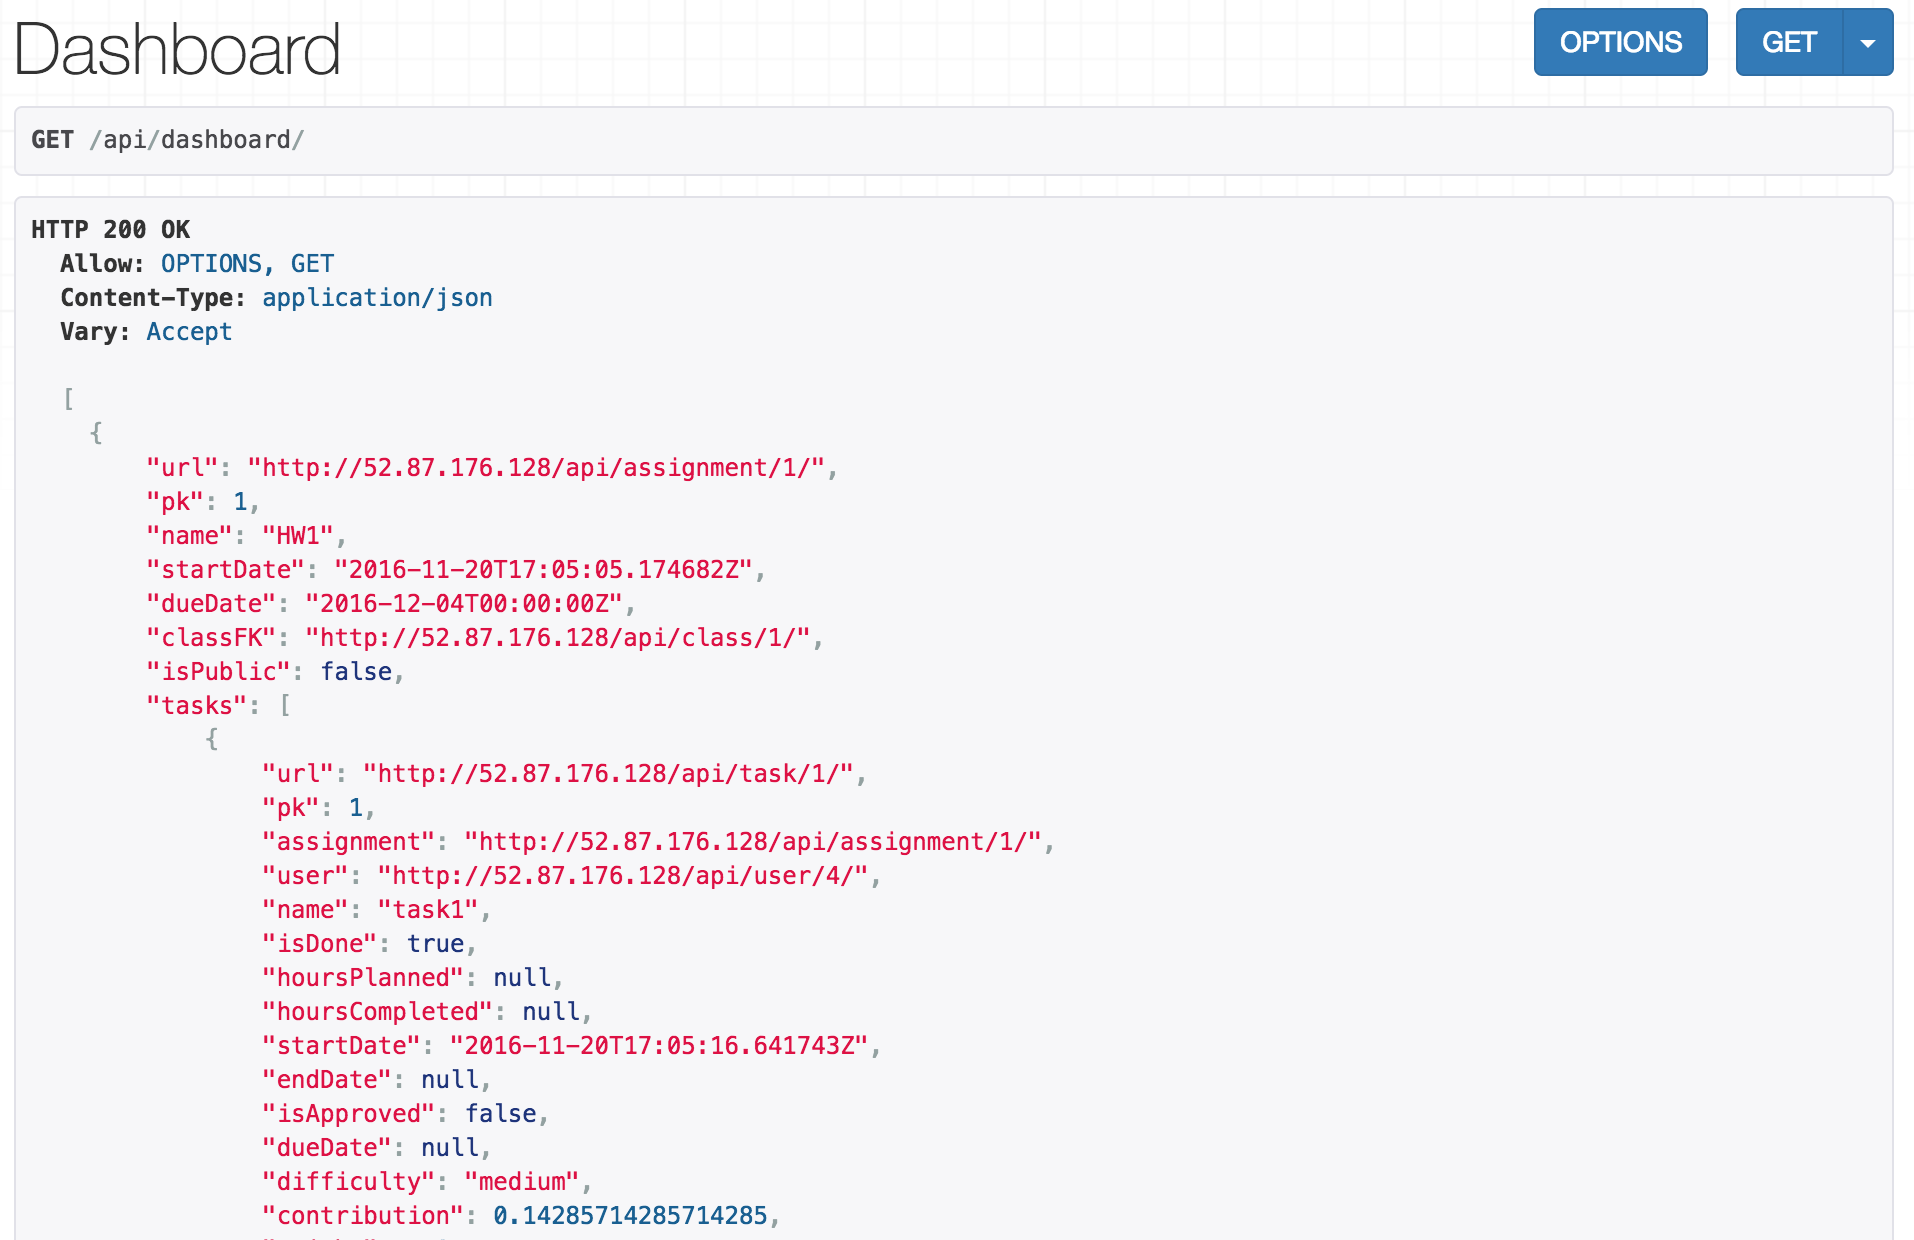 Dashboard
OPTIONS
GET
GET /api/dashboard/
HTTP 200 OK
Allow: OPTIONS, GET
Content-Type: application/json
Vary: Accept
[
{
"url": "http://52.87.176.128/api/assignment/1/",
"pk": 1,
"name": "HW1",
"startDate": "2016-11-20T17:05:05.174682Z",
"dueDate": "2016-12-04T00:00:00Z",
"classFK": "http://52.87.176.128/api/class/1/",
"isPublic": false,
"tasks": [
{
"url": "http://52.87.176.128/api/task/1/",
"pk": 1,
"assignment": "http://52.87.176.128/api/assignment/1/",
"user": "http://52.87.176.128/api/user/4/",
"name": "task1",
"isDone": true,
"hoursPlanned": null,
"hoursCompleted": null,
"startDate": "2016-11-20T17:05:16.641743Z",
"endDate": null,
"isApproved": false,
"dueDate": null,
"difficulty": "medium",
"contribution": 0.14285714285714285,